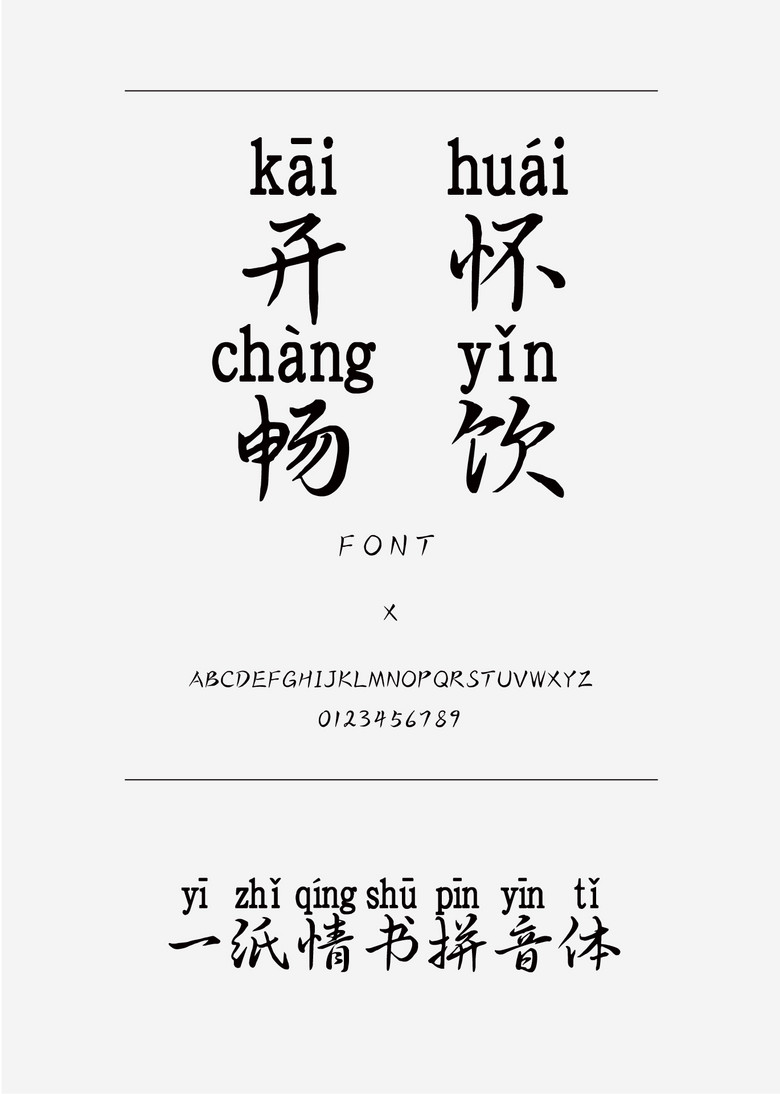 kāi huái
开 怀
chàng yǐn
畅 饮
FONT
X
ABCDEFGHIJKLMNOPQRSTUVWXYZ
0123456789
yī zhǐ qíng shū pīn yīn tǐ
一纸情书拼音体